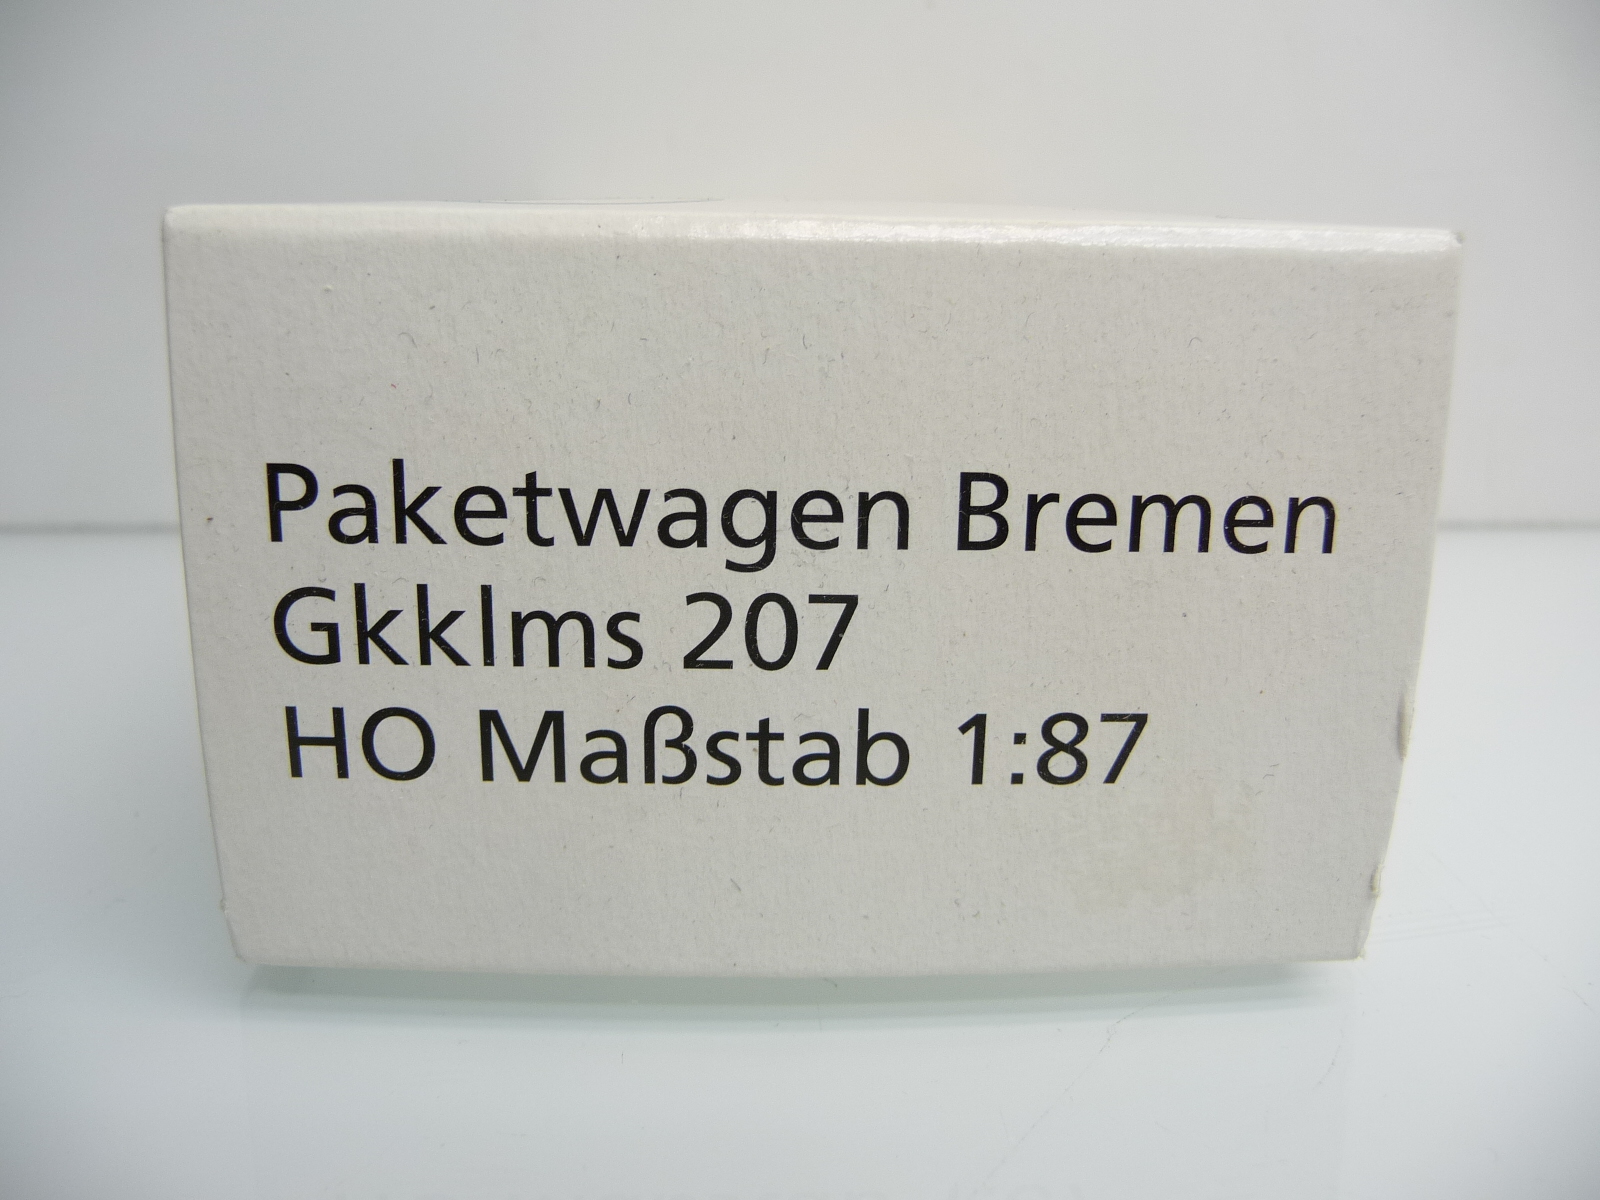 Paketwagen Bremen
Gkklms 207
HO Maßstab 1:87